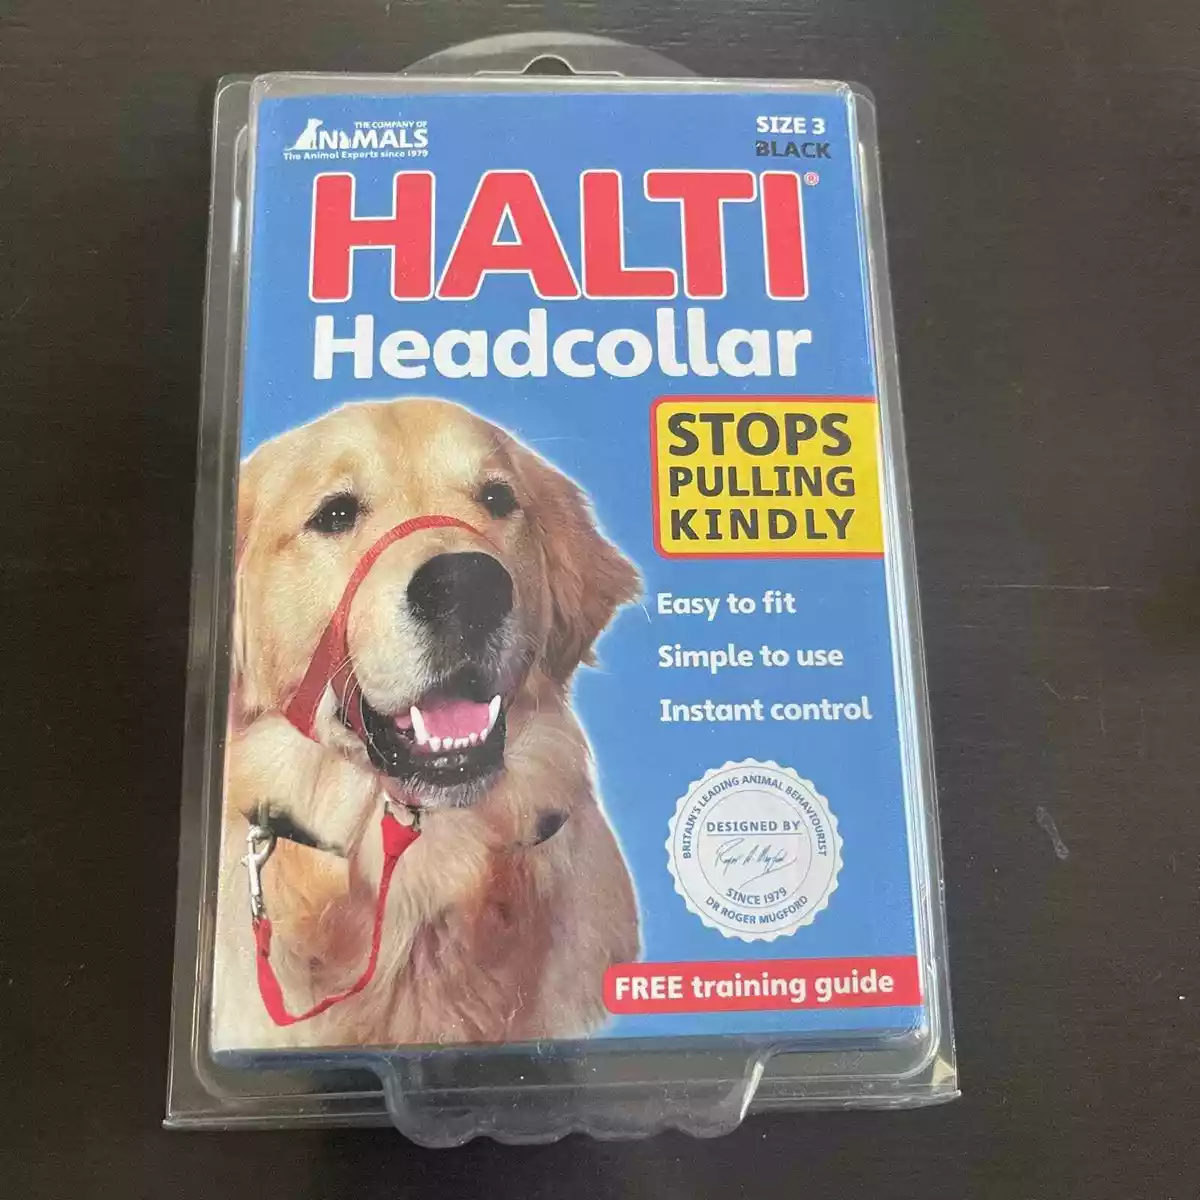 THE COMPANY OF
ANIMALS
The Animal Experts since 1979
SIZE 3
BLACK
HALTI®
Headcollar
STOPS
PULLING
KINDLY
Easy to fit
Simple to use
Instant control
BRITAIN'S LEADING ANIMAL BEHAVIOURIST
DESIGNED BY
SINCE 1979
DR ROGER MUGFORD
FREE training guide